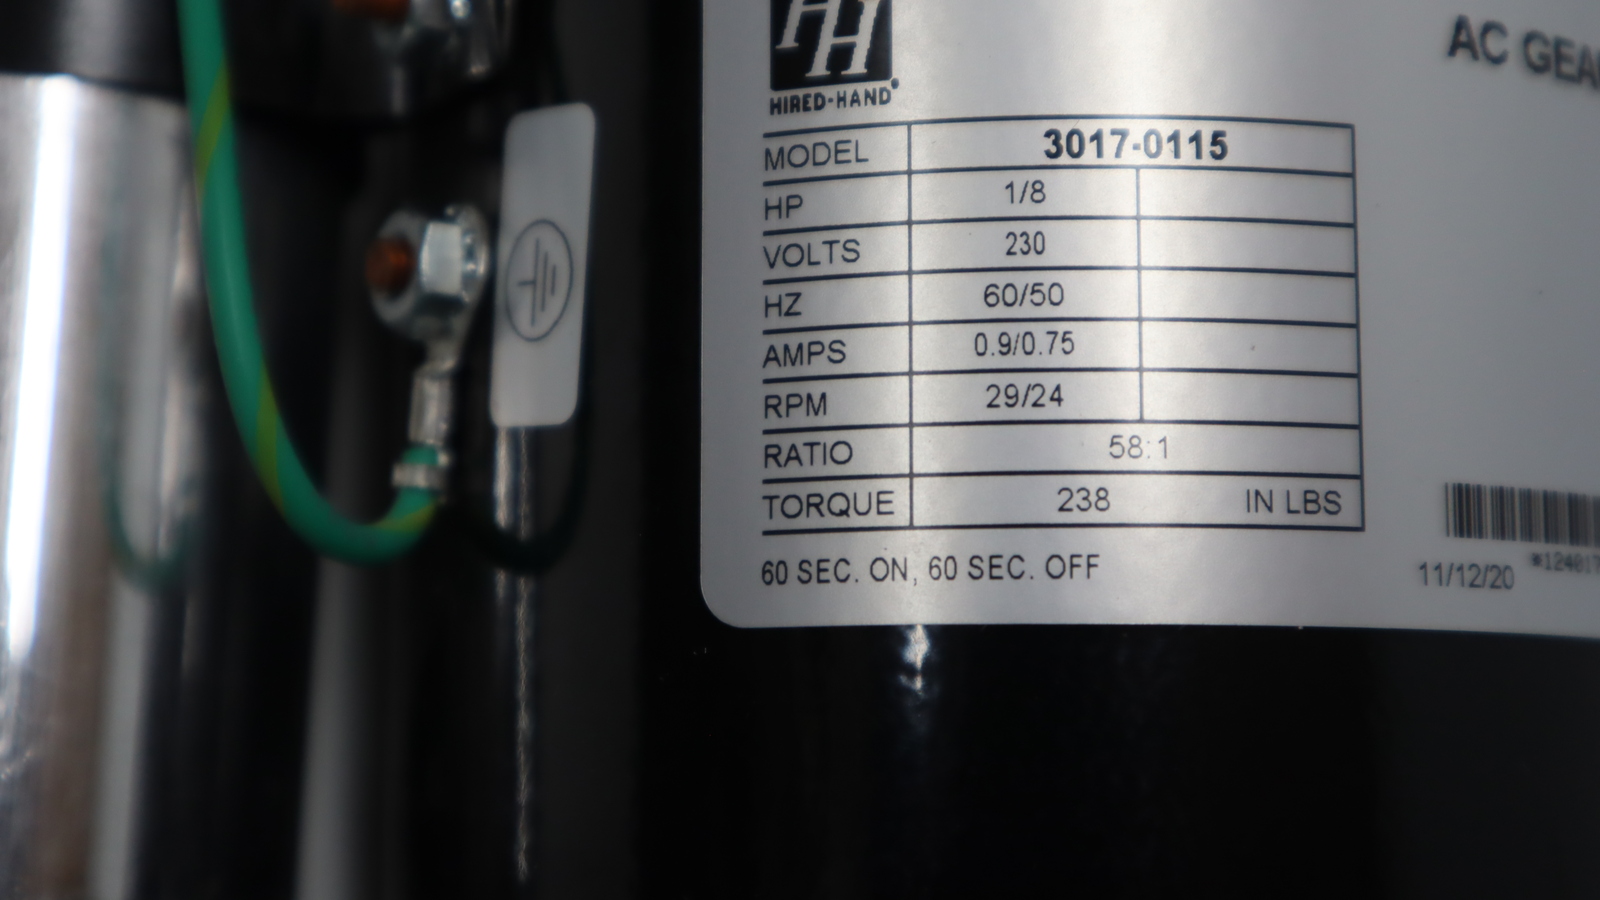 HH
HIRED-HAND®
AC GEA
MODEL 3017-0115
HP 1/8
VOLTS 230
HZ 60/50
AMPS 0.9/0.75
RPM 29/24
RATIO 58:1
TORQUE 238 IN LBS
60 SEC. ON, 60 SEC. OFF
11/12/20